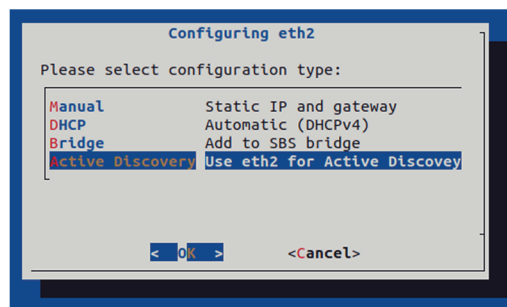 Configuring eth2
Please select configuration type:
Manual Static IP and gateway
DHCP Automatic (DHCPv4)
Bridge Add to SBS bridge
Active Discovery Use eth2 for Active Discovey
< OK > <Cancel>